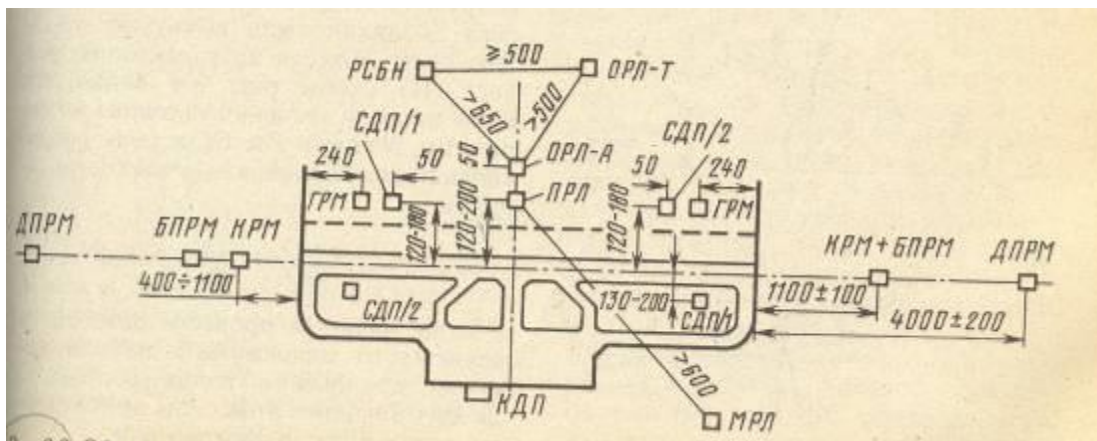 ≥500
РСБН
ОРЛ-Т
>650
>500
СДП/1
СДП/2
240
50
50
ОРЛ-А
50
240
ГРМ
ПРЛ
ГРМ
120-180
120-200
120-180
ДПРМ
БПРМ
КРМ
КРМ+БПРМ
ДПРМ
400÷1100
СДП/2
130-200
СДП/1
1100±100
4000±200
>600
КДП
МРЛ